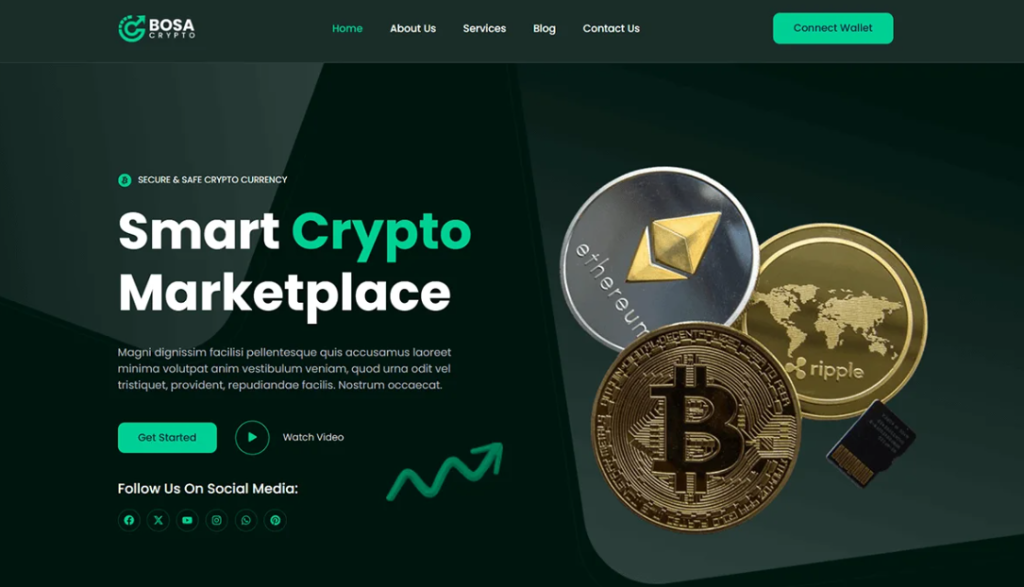 BOSA
CRYPTO
Home
About Us
Services
Blog
Contact Us
Connect Wallet
SECURE & SAFE CRYPTO CURRENCY
Smart Crypto
Marketplace
Magni dignissim facilisi pellentesque quis accusamus laoreet
minima volutpat anim vestibulum veniam, quod urna odit vel
tristiquet, provident, repudiandae facilis. Nostrum occaecat.
Get Started
Watch Video
Follow Us On Social Media:
ethereum
ripple